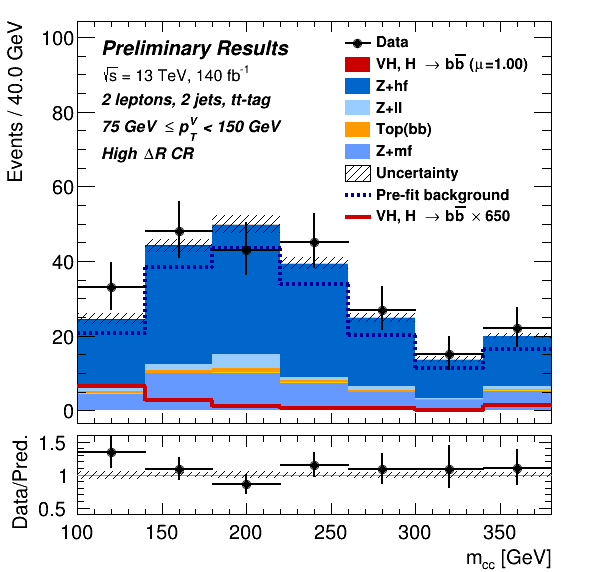 Events / 40.0 GeV
100
80
60
40
20
0
Preliminary Results
√s = 13 TeV, 140 fb⁻¹
2 leptons, 2 jets, tt-tag
75 GeV ≤ p_T^V < 150 GeV
High ΔR CR
Data
VH, H → bb̅ (μ=1.00)
Z+hf
Z+ll
Top(bb)
Z+mf
Uncertainty
Pre-fit background
VH, H → bb̅ × 650
Data/Pred.
1.5
1
0.5
100 150 200 250 300 350
m_cc [GeV]